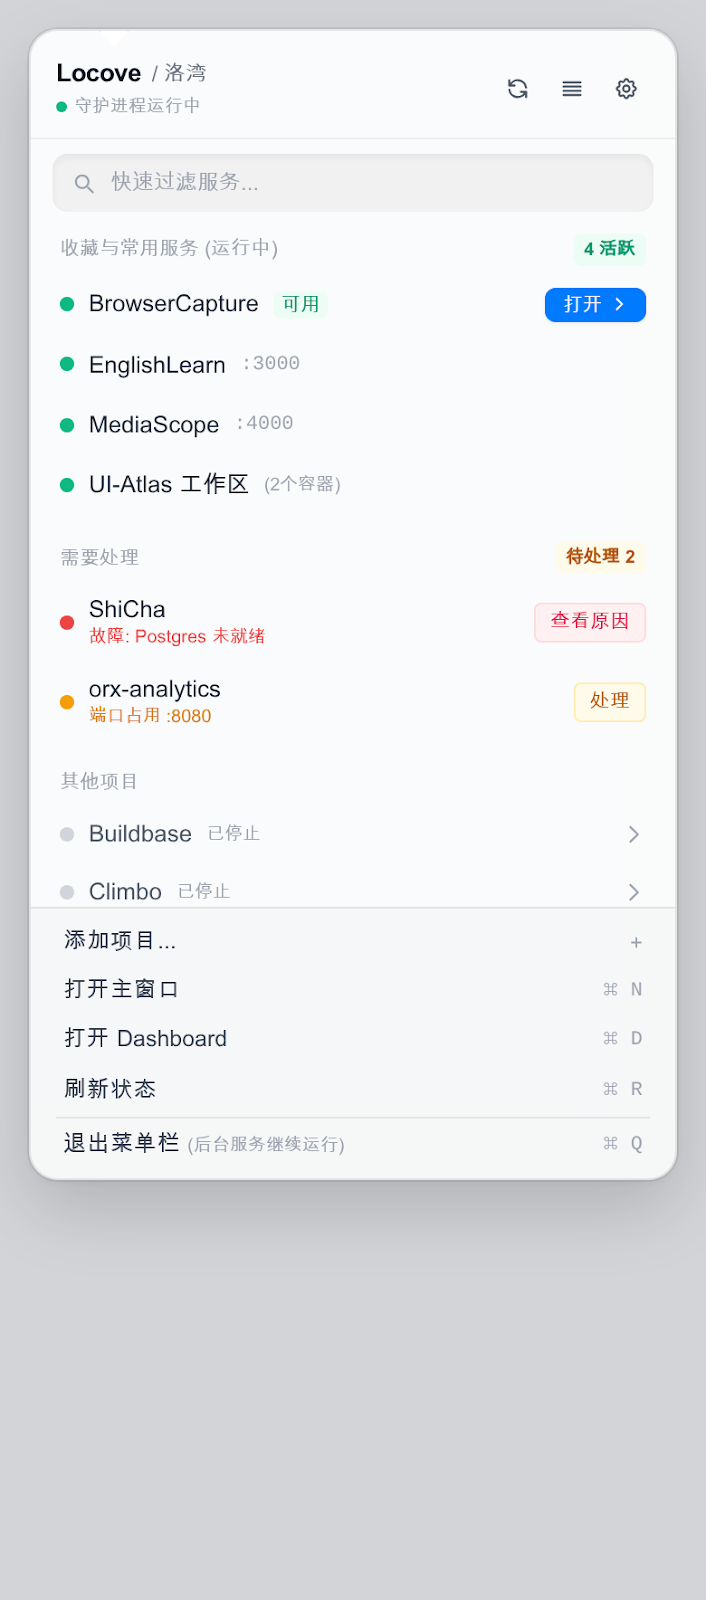 Locove / 洛湾
守护进程运行中
快速过滤服务...
收藏与常用服务 (运行中) 4 活跃
BrowserCapture 可用 打开
EnglishLearn :3000
MediaScope :4000
UI-Atlas 工作区 (2个容器)
需要处理 待处理 2
ShiCha
故障: Postgres 未就绪
查看原因
orx-analytics
端口占用 :8080
处理
其他项目
Buildbase 已停止
Climbo 已停止
添加项目... +
打开主窗口 ⌘ N
打开 Dashboard ⌘ D
刷新状态 ⌘ R
退出菜单栏 (后台服务继续运行) ⌘ Q